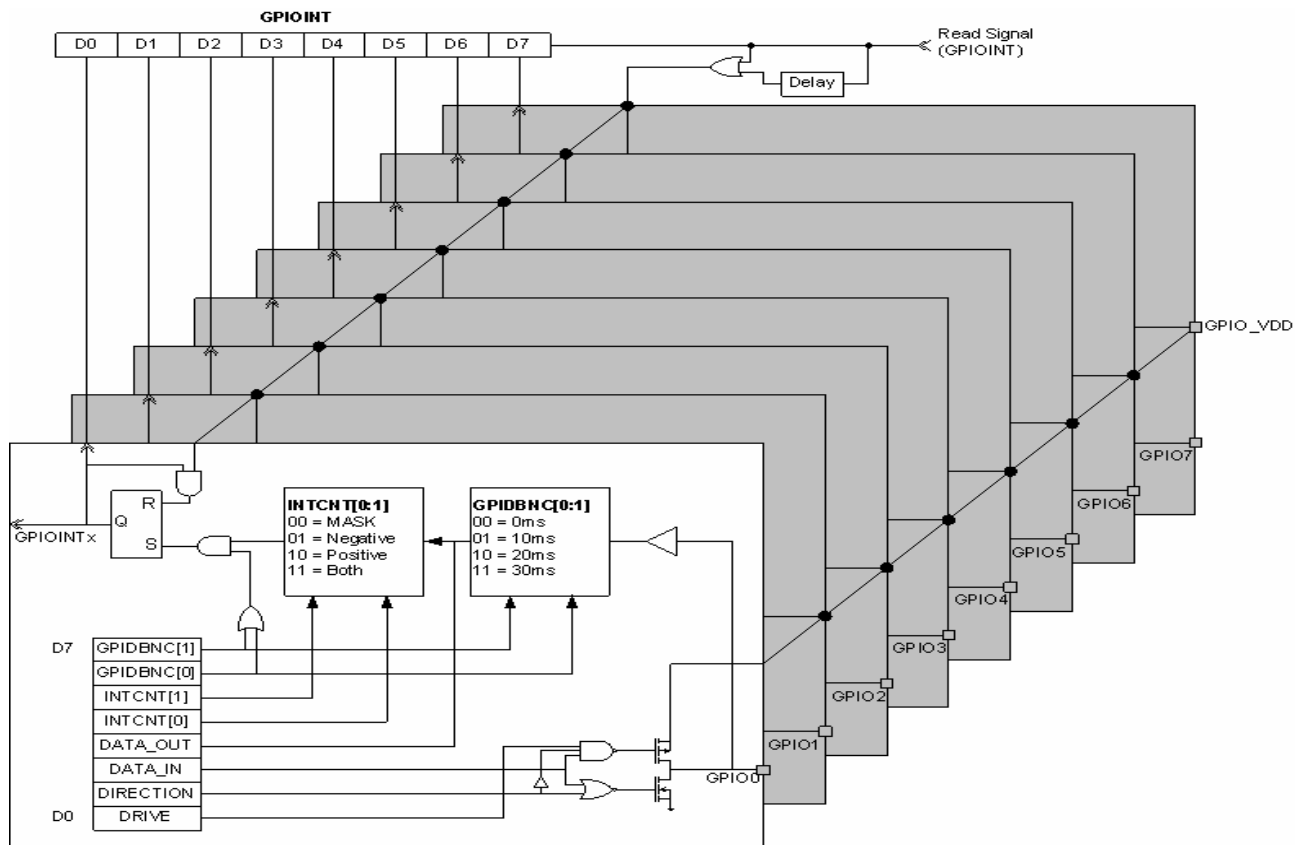 GPIOINT
D0 D1 D2 D3 D4 D5 D6 D7
Read Signal
(GPIOINT)
Delay
GPIO_VDD
GPIO7
GPIO6
GPIO5
GPIO4
GPIO3
GPIO2
GPIO1
GPIO0
R
Q
S
GPIOINTx
INTCNT[0:1]
00 = MASK
01 = Negative
10 = Positive
11 = Both
GPIDBNC[0:1]
00 = 0ms
01 = 10ms
10 = 20ms
11 = 30ms
D7 GPIDBNC[1]
GPIDBNC[0]
INTCNT[1]
INTCNT[0]
DATA_OUT
DATA_IN
DIRECTION
D0 DRIVE